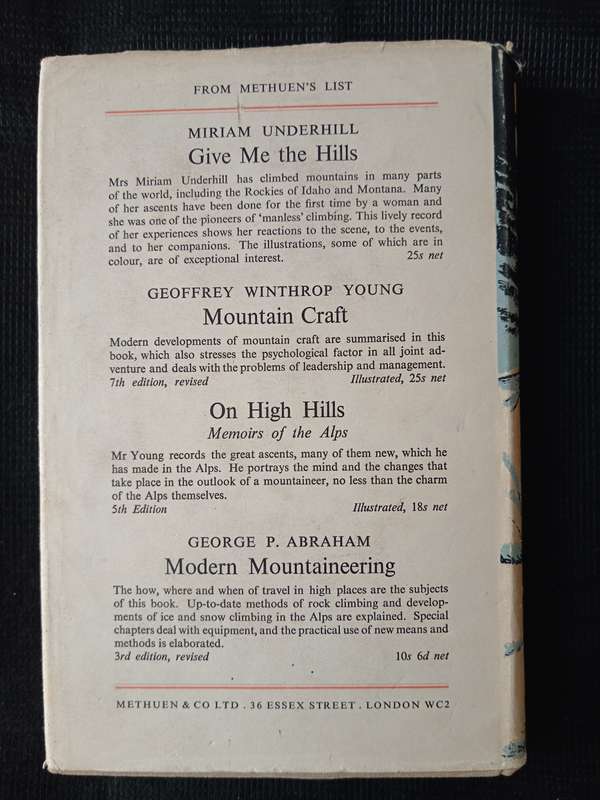 FROM METHUEN'S LIST
MIRIAM UNDERHILL
Give Me the Hills
Mrs Miriam Underhill has climbed mountains in many parts
of the world, including the Rockies of Idaho and Montana. Many
of her ascents have been done for the first time by a woman and
she was one of the pioneers of 'manless' climbing. This lively record
of her experiences shows her reactions to the scene, to the events,
and to her companions. The illustrations, some of which are in
colour, are of exceptional interest. 25s net
GEOFFREY WINTHROP YOUNG
Mountain Craft
Modern developments of mountain craft are summarised in this
book, which also stresses the psychological factor in all joint ad-
venture and deals with the problems of leadership and management.
7th edition, revised Illustrated, 25s net
On High Hills
Memoirs of the Alps
Mr Young records the great ascents, many of them new, which he
has made in the Alps. He portrays the mind and the changes that
take place in the outlook of a mountaineer, no less than the charm
of the Alps themselves.
5th Edition Illustrated, 18s net
GEORGE P. ABRAHAM
Modern Mountaineering
The how, where and when of travel in high places are the subjects
of this book. Up-to-date methods of rock climbing and develop-
ments of ice and snow climbing in the Alps are explained. Special
chapters deal with equipment, and the practical use of new means and
methods is elaborated.
3rd edition, revised 10s 6d net
METHUEN & CO LTD . 36 ESSEX STREET . LONDON WC2